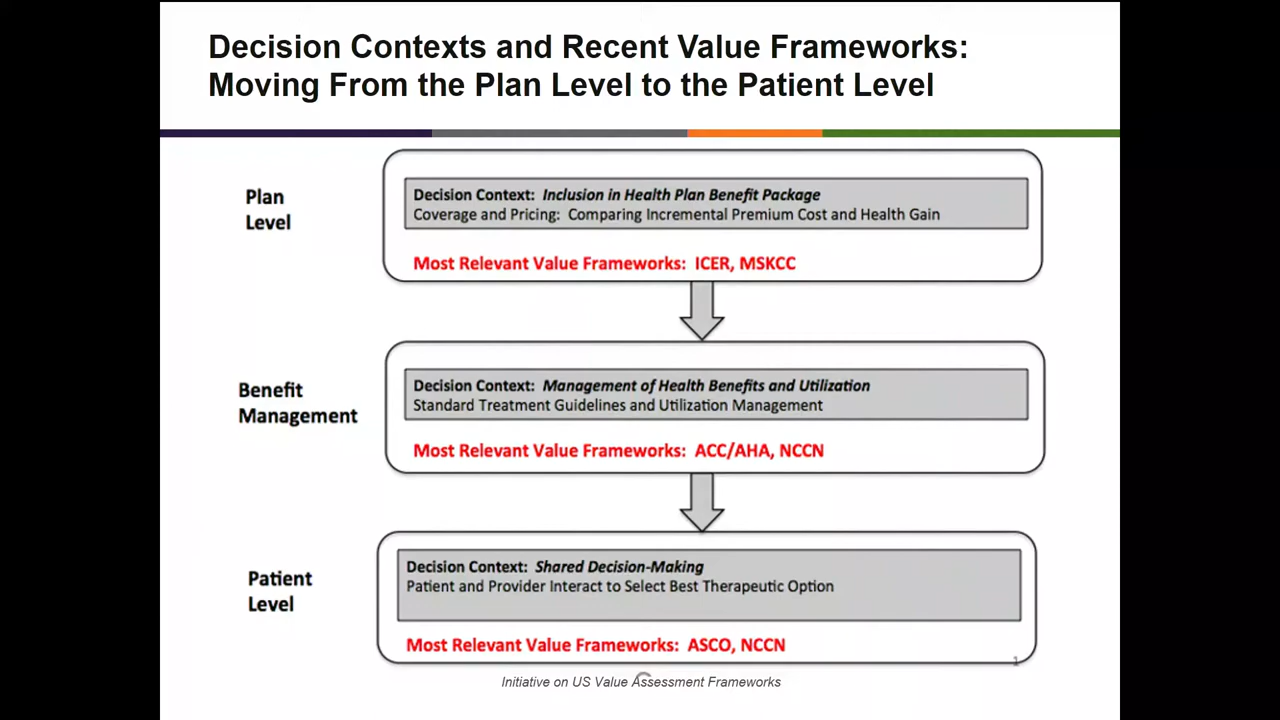 Decision Contexts and Recent Value Frameworks:
Moving From the Plan Level to the Patient Level
Plan
Level
Decision Context: Inclusion in Health Plan Benefit Package
Coverage and Pricing: Comparing Incremental Premium Cost and Health Gain
Most Relevant Value Frameworks: ICER, MSKCC
Benefit
Management
Decision Context: Management of Health Benefits and Utilization
Standard Treatment Guidelines and Utilization Management
Most Relevant Value Frameworks: ACC/AHA, NCCN
Patient
Level
Decision Context: Shared Decision-Making
Patient and Provider Interact to Select Best Therapeutic Option
Most Relevant Value Frameworks: ASCO, NCCN
1
Initiative on US Value Assessment Frameworks